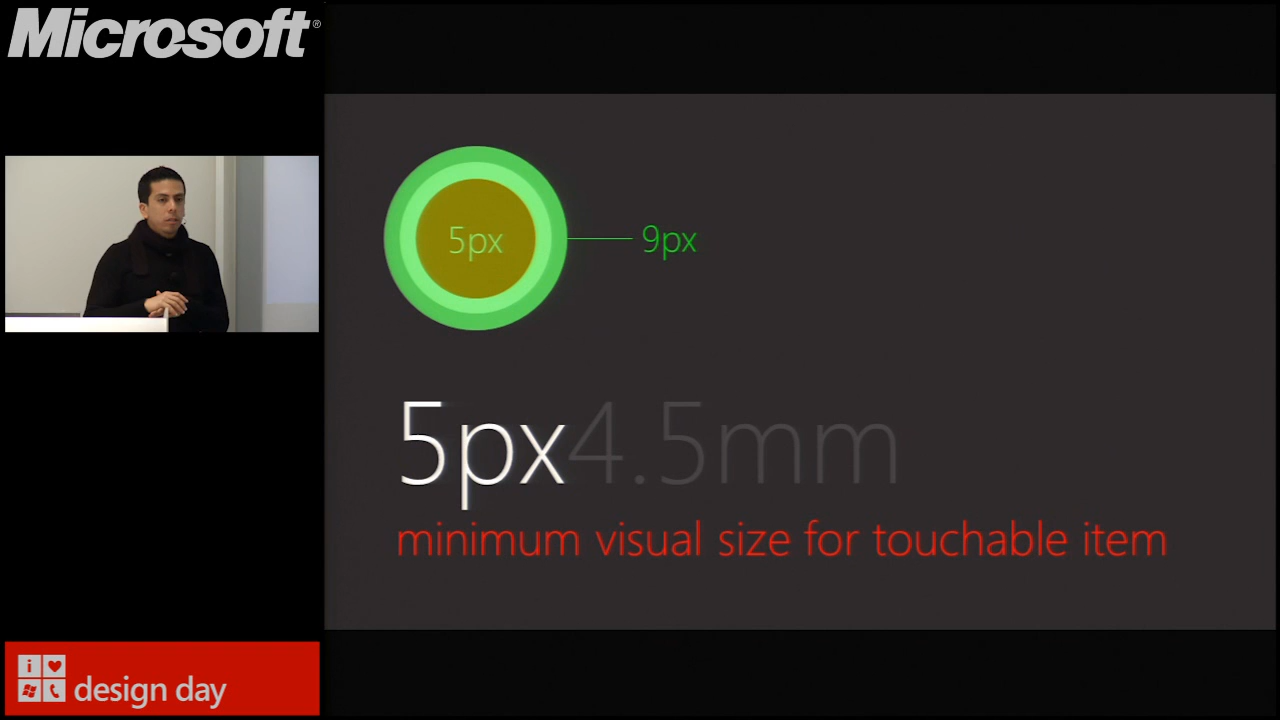 Microsoft®
5px
9px
5px4.5mm
minimum visual size for touchable item
i
design day